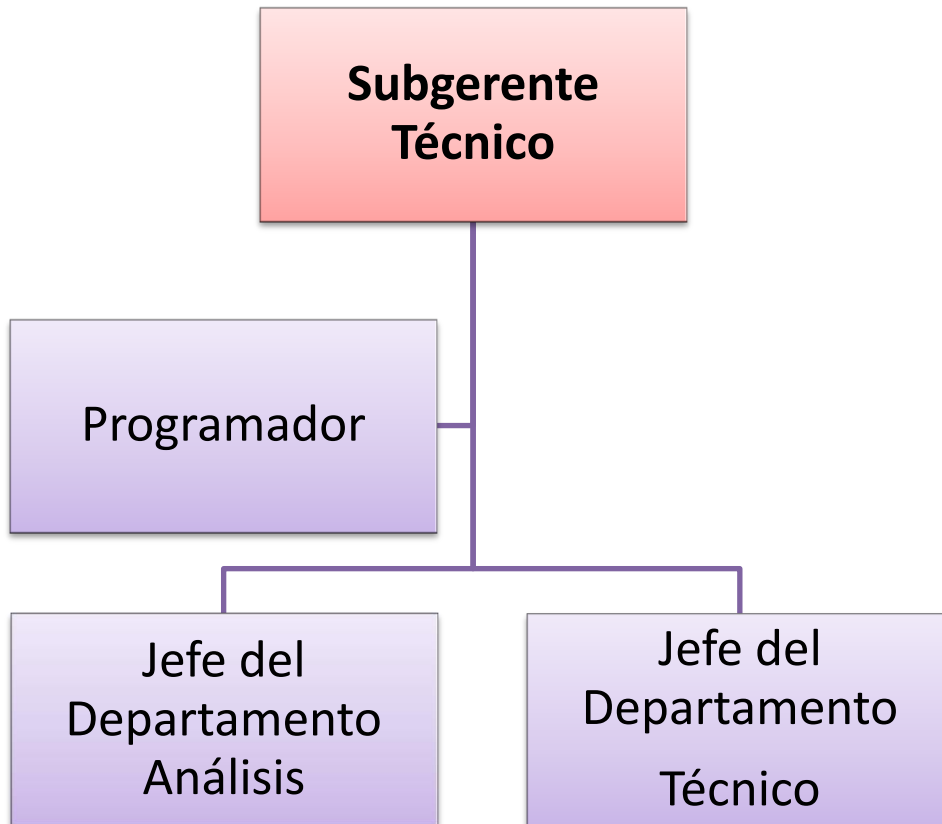 Subgerente
Técnico
Programador
Jefe del
Departamento
Análisis
Jefe del
Departamento
Técnico